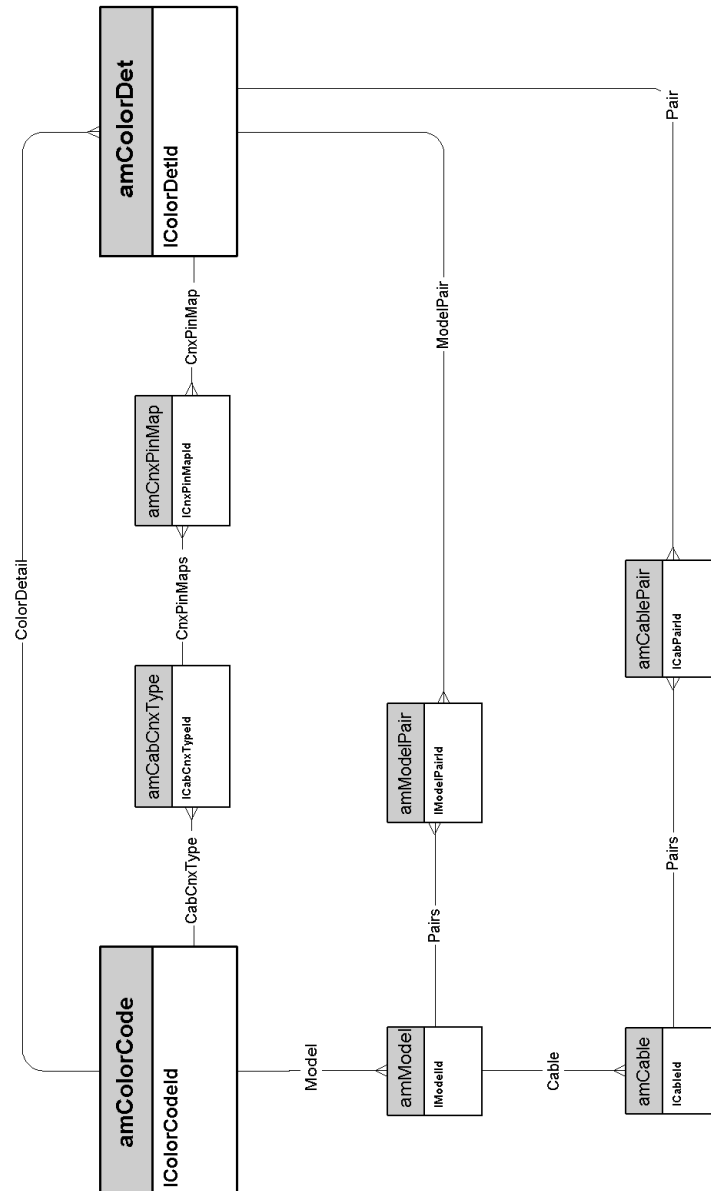 amColorCode
lColorCodeId
ColorDetail
amColorDet
lColorDetId
CabCnxType
amCabCnxType
lCabCnxTypeId
CnxPinMaps
amCnxPinMap
lCnxPinMapId
CnxPinMap
Model
amModel
lModelId
Pairs
amModelPair
lModelPairId
ModelPair
Cable
amCable
lCableId
Pairs
amCablePair
lCabPairId
Pair